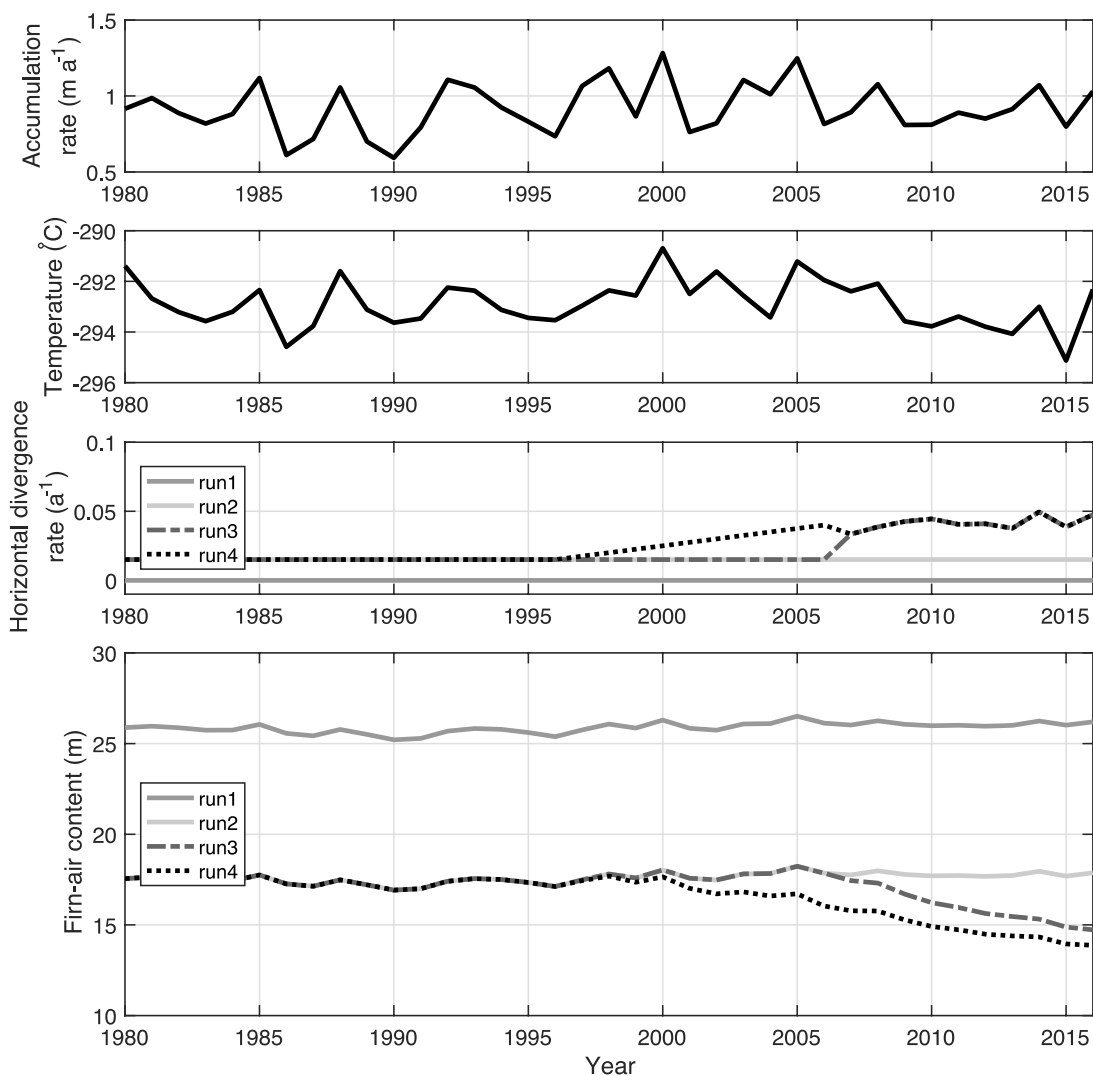 Accumulation
rate (m a⁻¹)
1.5
1
0.5
1980 1985 1990 1995 2000 2005 2010 2015
Temperature (°C)
-290
-292
-294
-296
1980 1985 1990 1995 2000 2005 2010 2015
Horizontal divergence
rate (a⁻¹)
0.1
0.05
0
run1
run2
run3
run4
1980 1985 1990 1995 2000 2005 2010 2015
Firn-air content (m)
30
25
20
15
10
run1
run2
run3
run4
1980 1985 1990 1995 2000 2005 2010 2015
Year